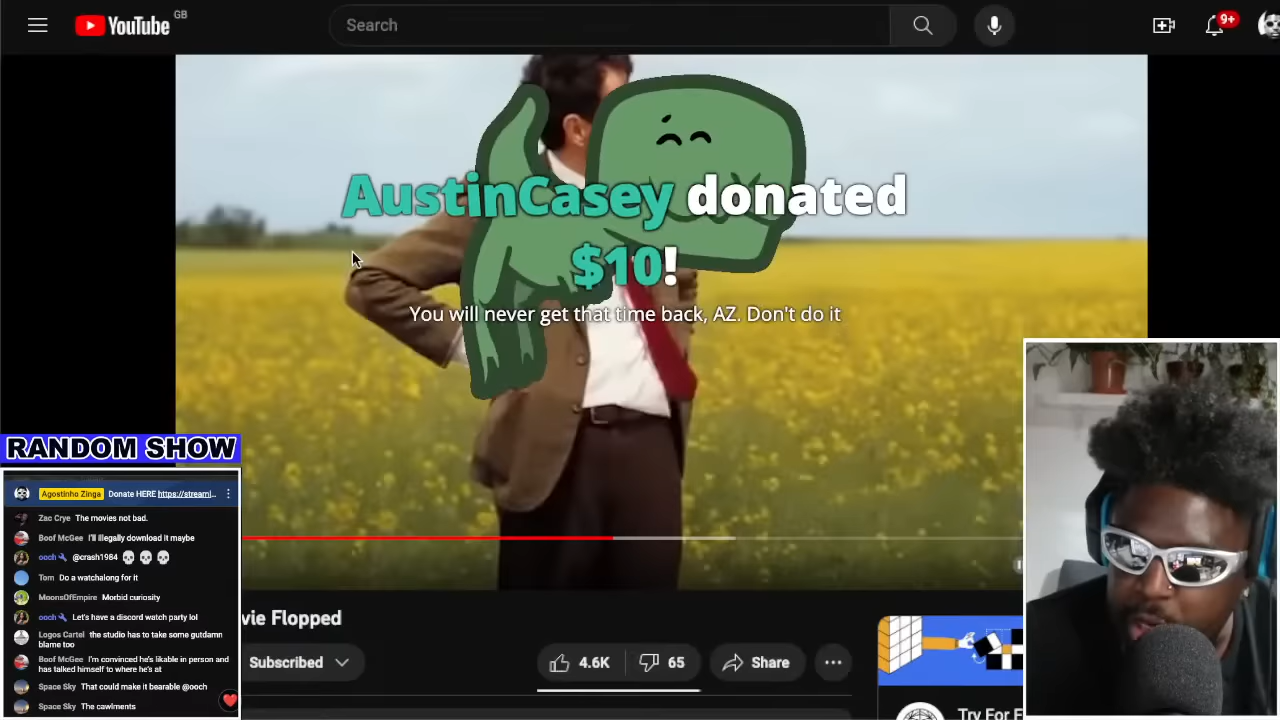 YouTube GB
Search
9+
AustinCasey donated
$10!
You will never get that time back, AZ. Don't do it
RANDOM SHOW
Agostinho Zinga Donate HERE https://streaml...
Zac Crye The movies not bad.
Boof McGee I'll illegally download it maybe
ooch @crash1984
Tom Do a watchalong for it
MoonsOfEmpire Morbid curiosity
ooch Let's have a discord watch party lol
Logos Cartel the studio has to take some gutdamn
blame too
Boof McGee I'm convinced he's likable in person and
has talked himself to where he's at
Space Sky That could make it bearable @ooch
Space Sky The cawlments
vie Flopped
Subscribed
4.6K
65
Share
Try For F